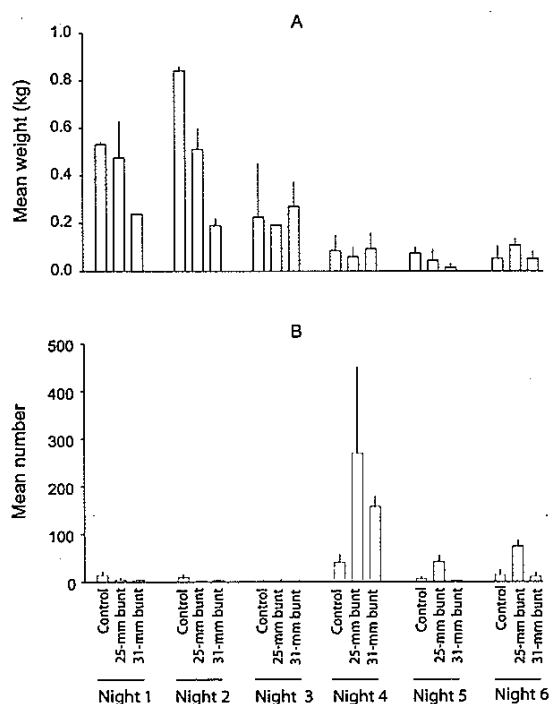 A
Mean weight (kg)
1.0
0.8
0.6
0.4
0.2
0.0
B
Mean number
500
400
300
200
100
0
Control
25-mm bunt
31-mm bunt
Control
25-mm bunt
31-mm bunt
Control
25-mm bunt
31-mm bunt
Control
25-mm bunt
31-mm bunt
Control
25-mm bunt
31-mm bunt
Control
25-mm bunt
31-mm bunt
Night 1 Night 2 Night 3 Night 4 Night 5 Night 6